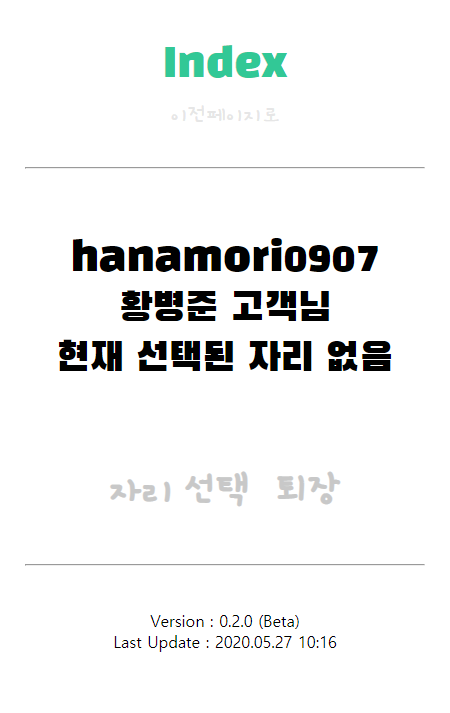 Index
이전페이지로
hanamori0907
황병준 고객님
현재 선택된 자리 없음
자리 선택 퇴장
Version : 0.2.0 (Beta)
Last Update : 2020.05.27 10:16